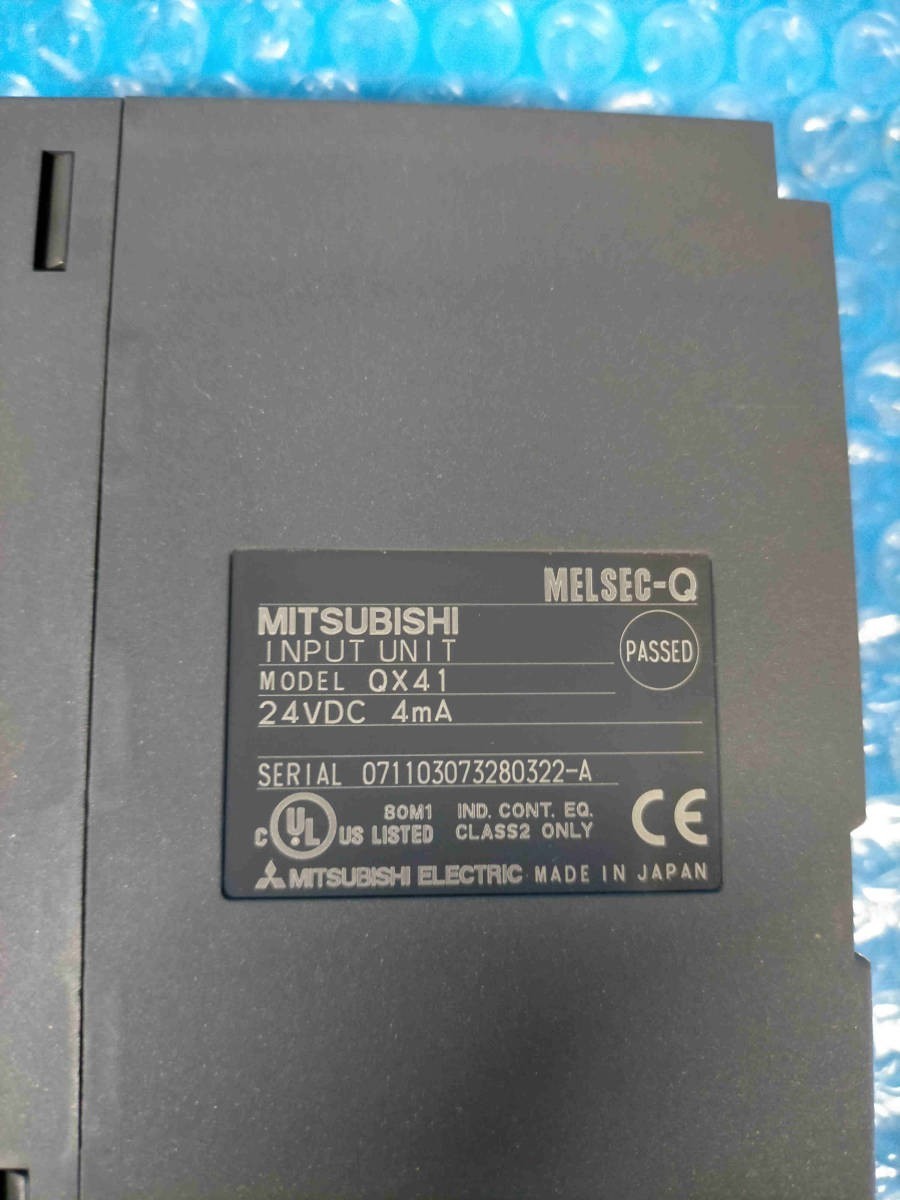 MELSEC-Q
MITSUBISHI
INPUT UNIT
PASSED
MODEL QX41
24VDC 4mA
SERIAL 071103073280322-A
C UL US LISTED 80M1 IND. CONT. EQ.
CLASS2 ONLY
CE
MITSUBISHI ELECTRIC MADE IN JAPAN